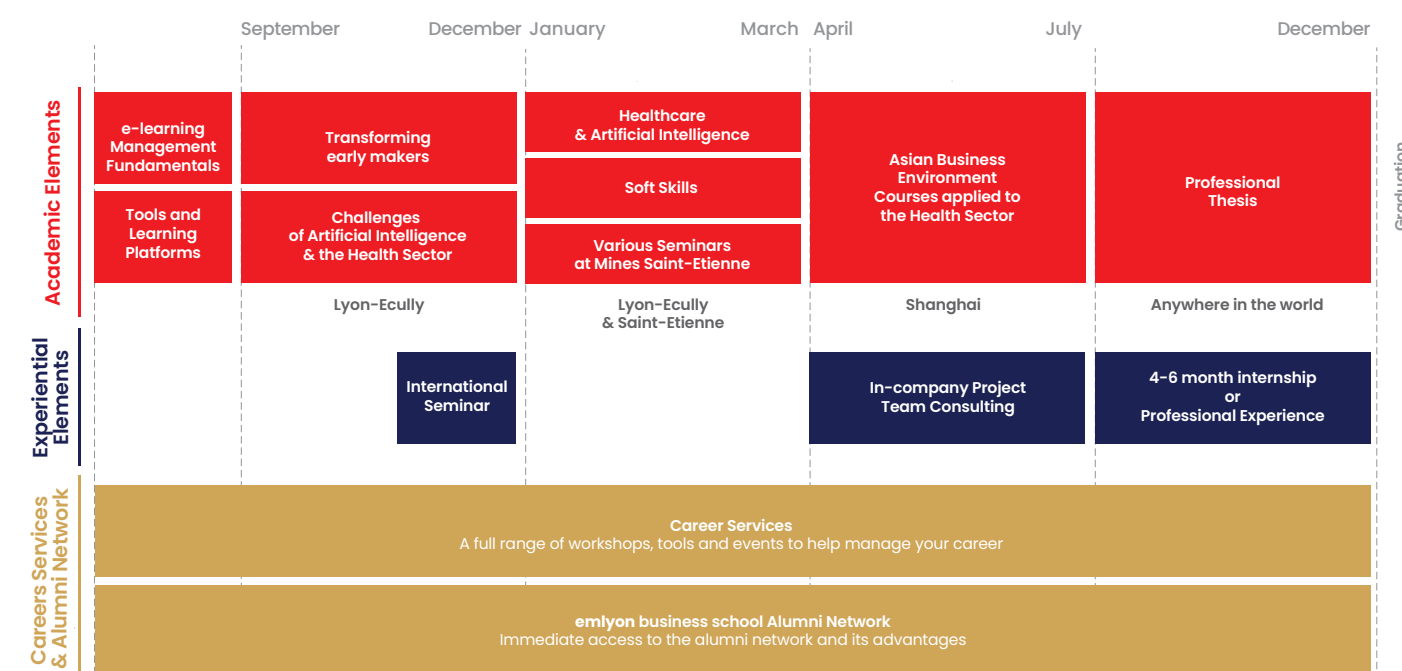 September
December
January
March
April
July
December
Academic Elements
e-learning
Management
Fundamentals
Tools and
Learning
Platforms
Transforming
early makers
Challenges
of Artificial Intelligence
& the Health Sector
Lyon-Ecully
Healthcare
& Artificial Intelligence
Soft Skills
Various Seminars
at Mines Saint-Etienne
Lyon-Ecully
& Saint-Etienne
Asian Business
Environment
Courses applied to
the Health Sector
Shanghai
Professional
Thesis
Anywhere in the world
Graduation
Experiential
Elements
International
Seminar
In-company Project
Team Consulting
4-6 month internship
or
Professional Experience
Careers Services
& Alumni Network
Career Services
A full range of workshops, tools and events to help manage your career
emlyon business school Alumni Network
Immediate access to the alumni network and its advantages